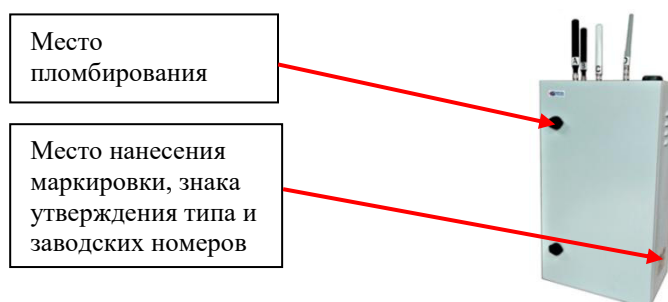 Место
пломбирования
Место нанесения
маркировки, знака
утверждения типа и
заводских номеров